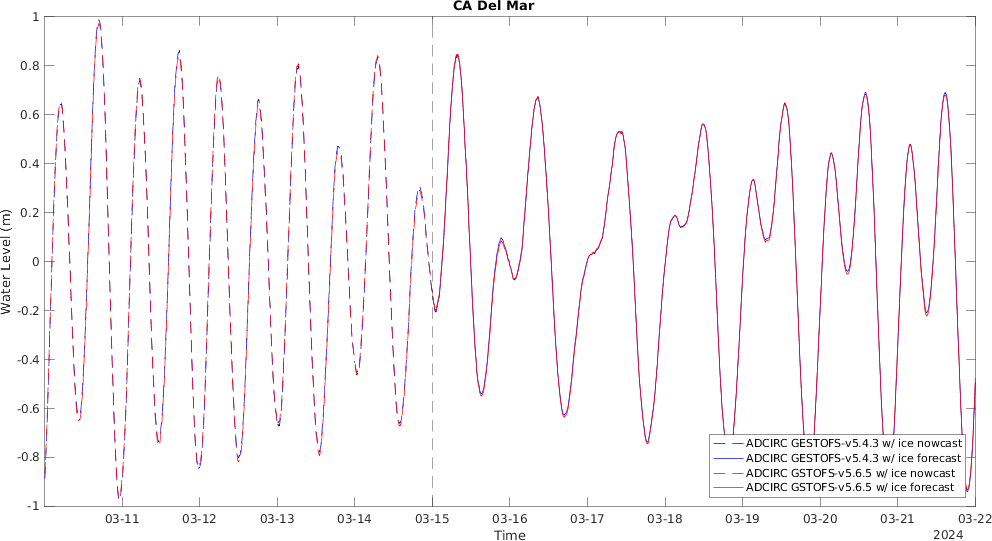 CA Del Mar
Water Level (m)
1
0.8
0.6
0.4
0.2
0
-0.2
-0.4
-0.6
-0.8
-1
ADCIRC GESTOFS-v5.4.3 w/ ice nowcast
ADCIRC GESTOFS-v5.4.3 w/ ice forecast
ADCIRC GSTOFS-v5.6.5 w/ ice nowcast
ADCIRC GSTOFS-v5.6.5 w/ ice forecast
03-11 03-12 03-13 03-14 03-15 03-16 03-17 03-18 03-19 03-20 03-21 03-22
Time
2024